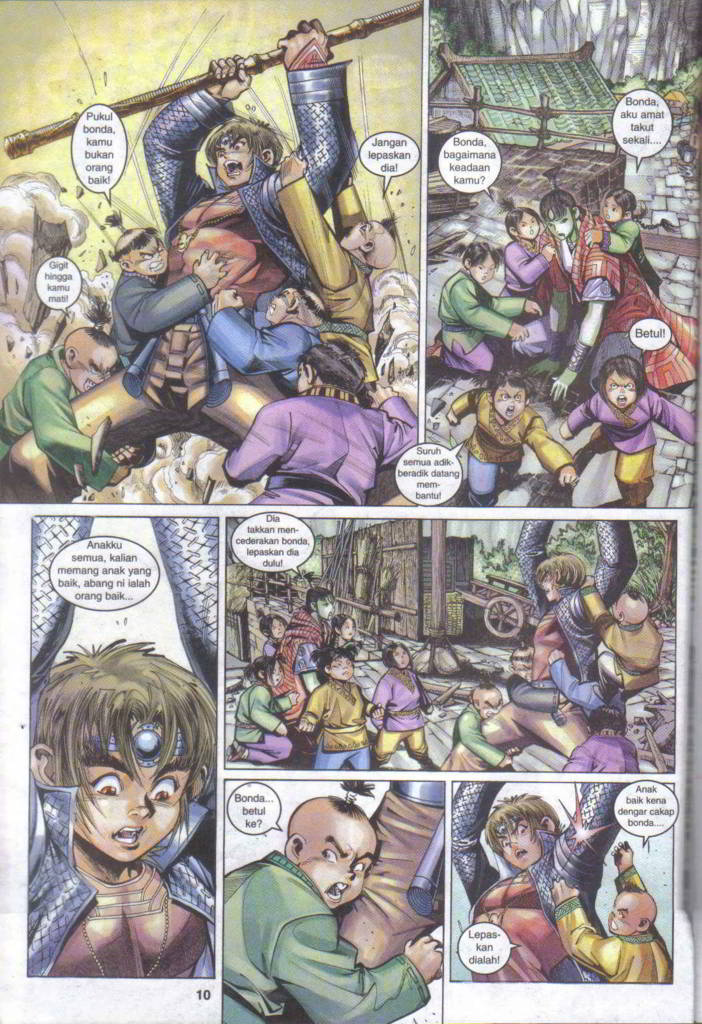 Pukul
bonda,
kamu
bukan
orang
baik!
Jangan
lepaskan
dia!
Gigit
hingga
kamu
mati!
Bonda,
aku amat
takut
sekali....
Bonda,
bagaimana
keadaan
kamu?
Betul!
Suruh
semua adik-
beradik datang
mem-
bantu!
Anakku
semua, kalian
memang anak yang
baik, abang ni ialah
orang baik...
Dia
takkan men-
cederakan bonda,
lepaskan dia
dulu!
Bonda...
betul
ke?
Anak
baik kena
dengar cakap
bonda....
Lepas-
kan
dialah!
10